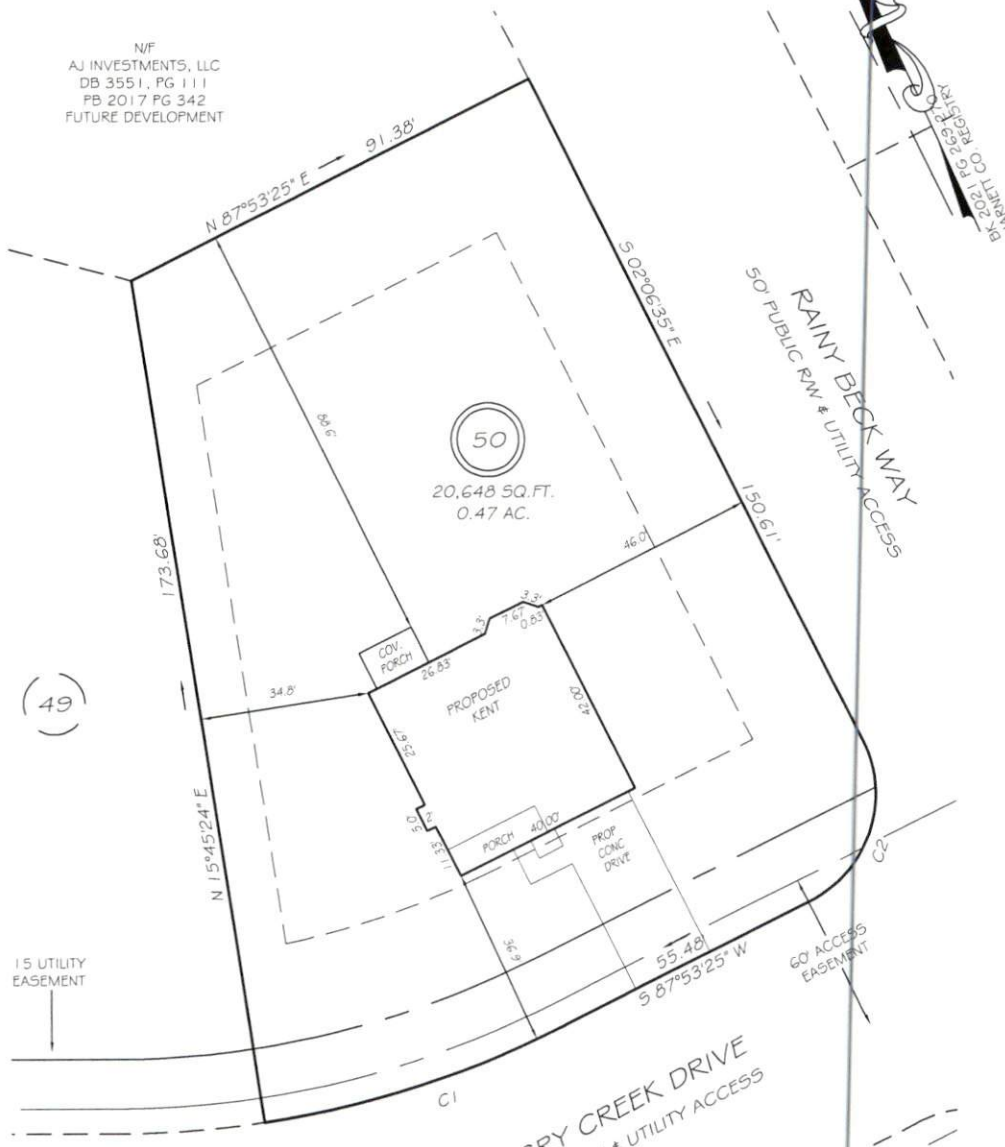 N/F
AJ INVESTMENTS, LLC
DB 3551, PG 111
PB 2017 PG 342
FUTURE DEVELOPMENT
BK 2021 PG 269-270
HARNETT CO. REGISTRY
N 87°53'25" E
91.38'
S 02°06'35" E
150.61'
RAINY BECK WAY
50' PUBLIC R/W & UTILITY ACCESS
50
20,648 SQ.FT.
0.47 AC.
46.0'
173.68'
N 15°45'24" E
49
34.8'
COV.
PORCH
26.83'
3.3'
7.67'
3.3'
0.83'
PROPOSED
KENT
42.00'
25.67'
5.0'
2'
11.33'
PORCH
40.00'
PROP
CONC
DRIVE
36.9'
55.48'
S 87°53'25" W
C2
60' ACCESS
EASEMENT
15 UTILITY
EASEMENT
C1
CREEK DRIVE
& UTILITY ACCESS